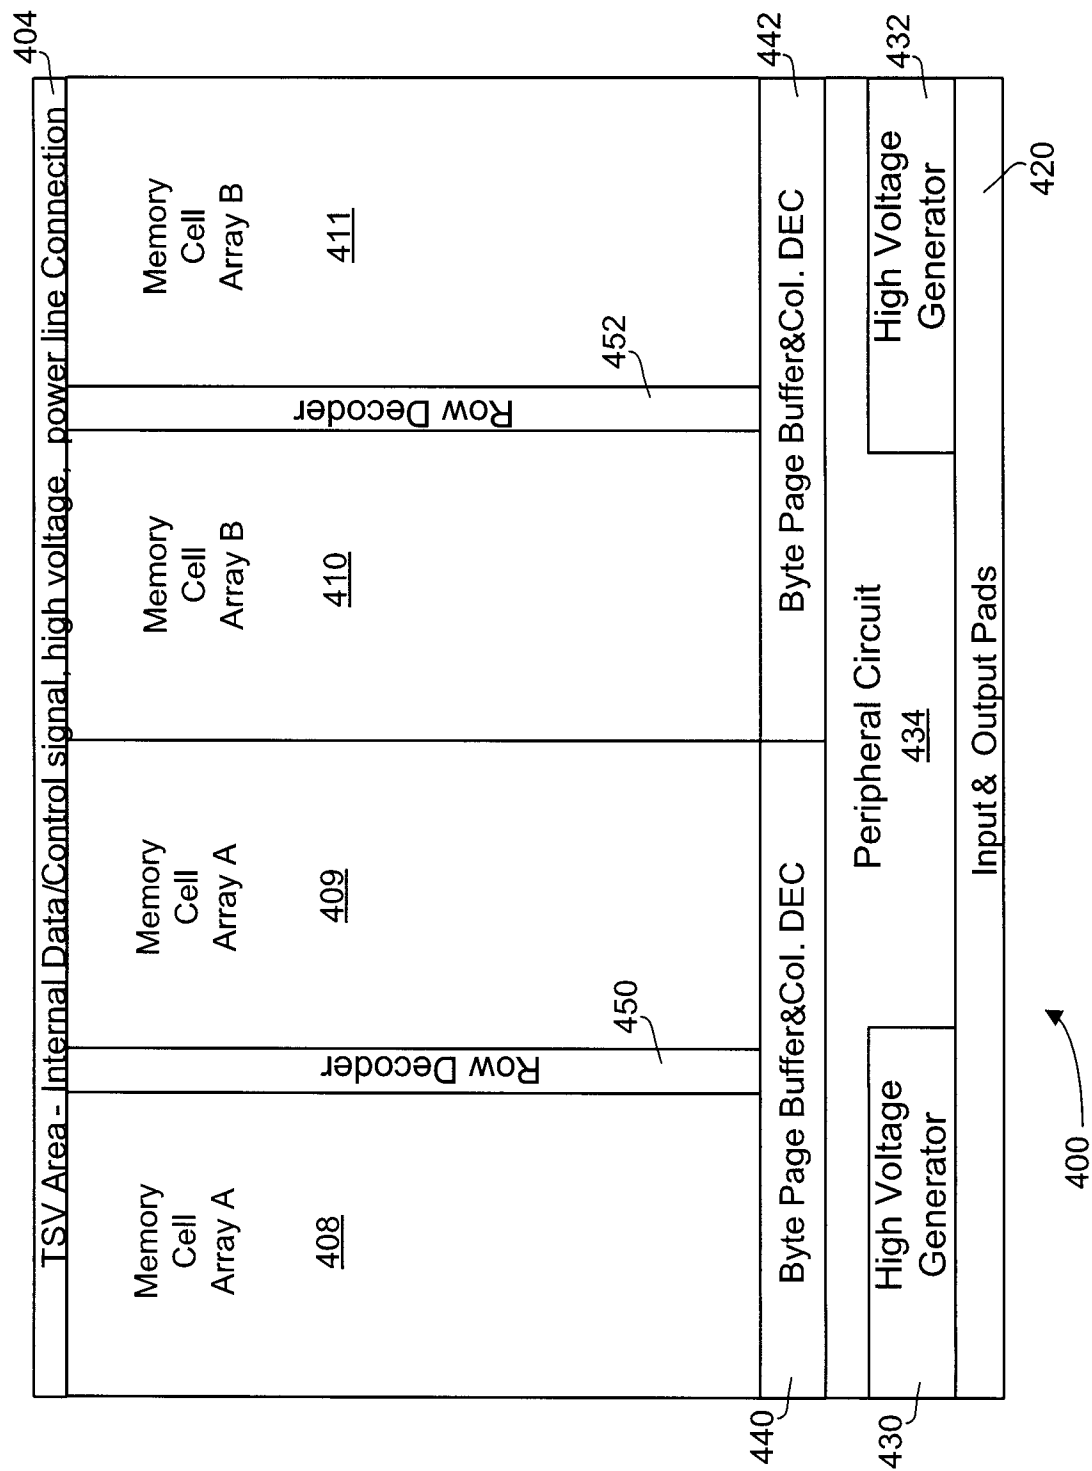 404
TSV Area - Internal Data/Control signal, high voltage, power line Connection
Memory
Cell
Array A
408
Row Decoder
450
Memory
Cell
Array A
409
Memory
Cell
Array B
410
Row Decoder
452
Memory
Cell
Array B
411
440
Byte Page Buffer&Col. DEC
Byte Page Buffer&Col. DEC
442
430
High Voltage
Generator
Peripheral Circuit
434
High Voltage
Generator
432
Input & Output Pads
420
400